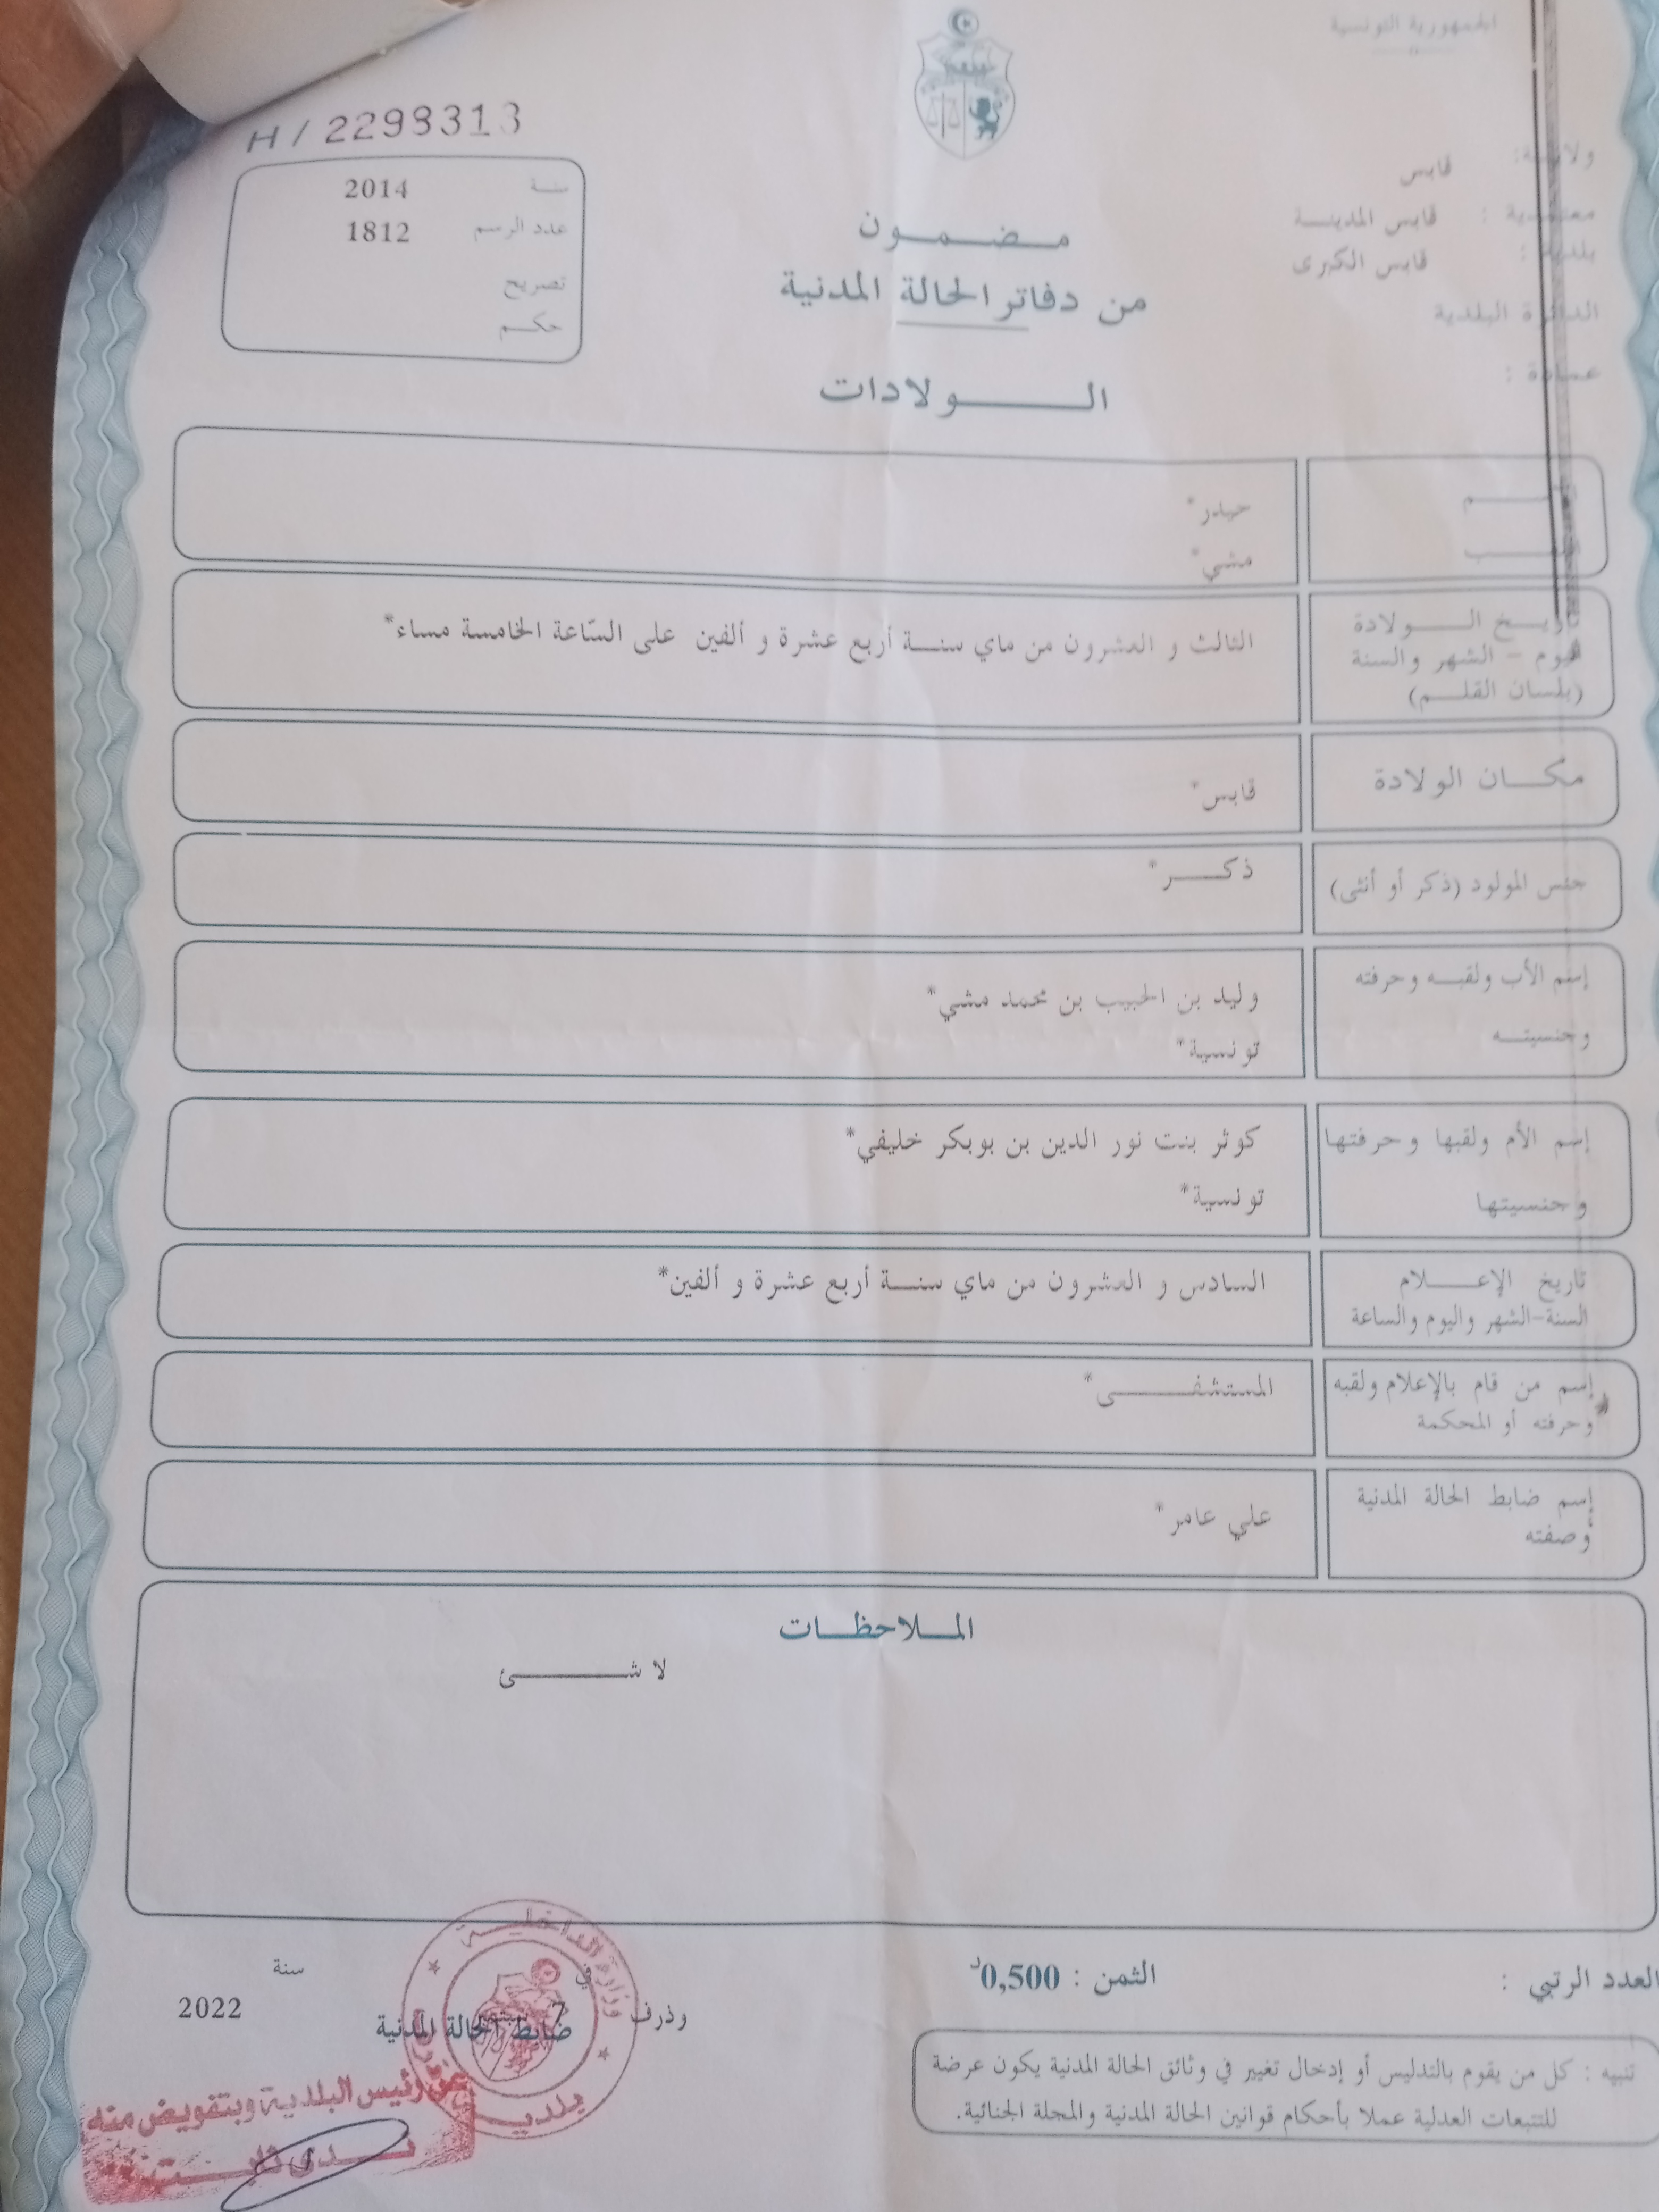 الجمهورية التونسية
H / 2298313
ولاية: قابس
معتمدية : قابس المدينة
بلدية : قابس الكبرى
الدائرة البلدية
عمادة :
سنة 2014
عدد الرسم 1812
تصريح
حكم
مضمون
من دفاتر الحالة المدنية
الولادات
حيدر*
مشي*
تاريخ الولادة
اليوم - الشهر والسنة
(بلسان القلم)
الثالث و العشرون من ماي سنة أربع عشرة و ألفين على السّاعة الخامسة مساء*
مكان الولادة
قابس*
جنس المولود (ذكر أو أنثى)
ذكر*
إسم الأب ولقبه وحرفته
وجنسيته
وليد بن الحبيب بن محمد مشي*
تونسية*
إسم الأم ولقبها وحرفتها
وجنسيتها
كوثر بنت نور الدين بن بوبكر خليفي*
تونسية*
تاريخ الإعلام
السنة-الشهر واليوم والساعة
السادس و العشرون من ماي سنة أربع عشرة و ألفين*
إسم من قام بالإعلام ولقبه
وحرفته أو المحكمة
المستشفى*
إسم ضابط الحالة المدنية
وصفته
علي عامر*
الملاحظات
لا شئ
العدد الرتبي :
الثمن : 0,500د
وذرف في 7 سنة 2022
ضابط الحالة المدنية
تنبيه : كل من يقوم بالتدليس أو إدخال تغيير في وثائق الحالة المدنية يكون عرضة
للتتبعات العدلية عملا بأحكام قوانين الحالة المدنية والمجلة الجنائية.
وزارة الداخلية
بلدية
عن رئيس البلدية وبتفويض منه